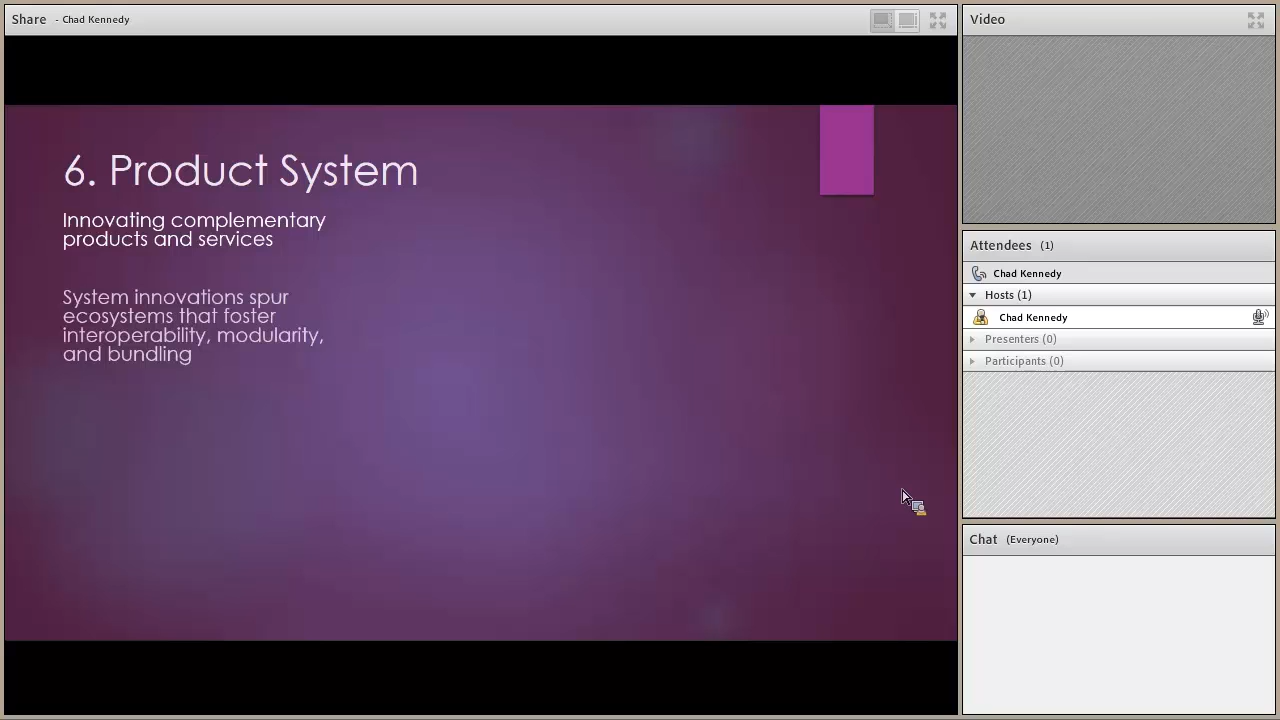 Share - Chad Kennedy
6. Product System
Innovating complementary
products and services
System innovations spur
ecosystems that foster
interoperability, modularity,
and bundling
Video
Attendees (1)
Chad Kennedy
Hosts (1)
Chad Kennedy
Presenters (0)
Participants (0)
Chat (Everyone)